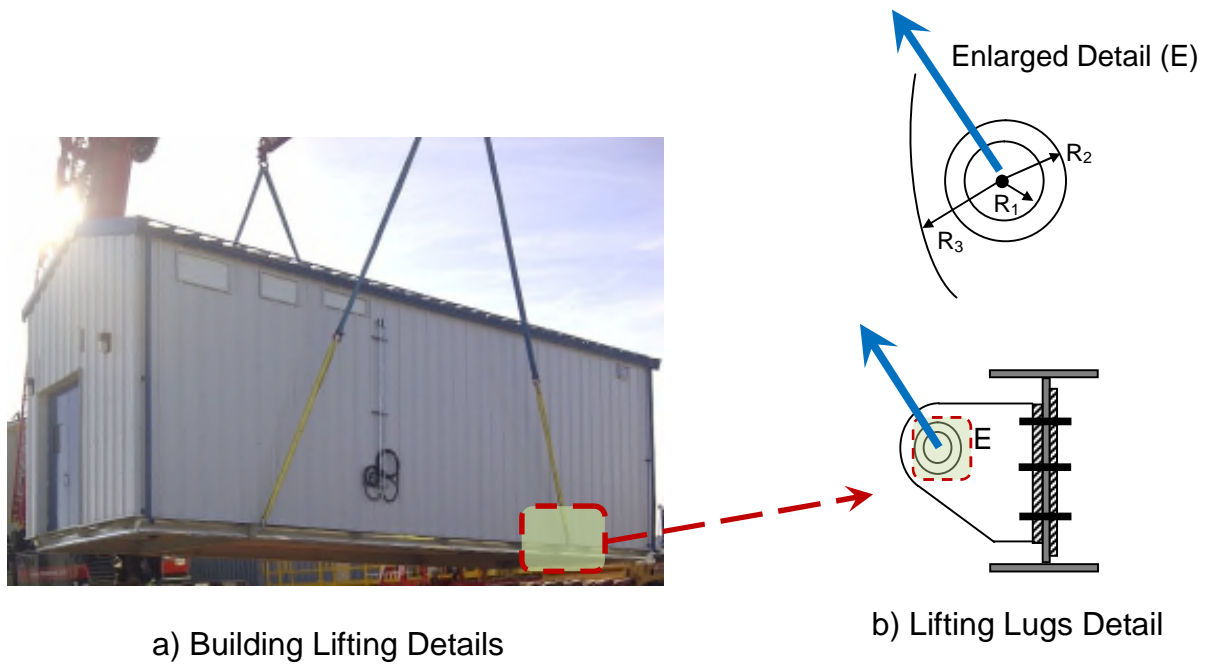 Enlarged Detail (E)
R2
R1
R3
E
a) Building Lifting Details
b) Lifting Lugs Detail